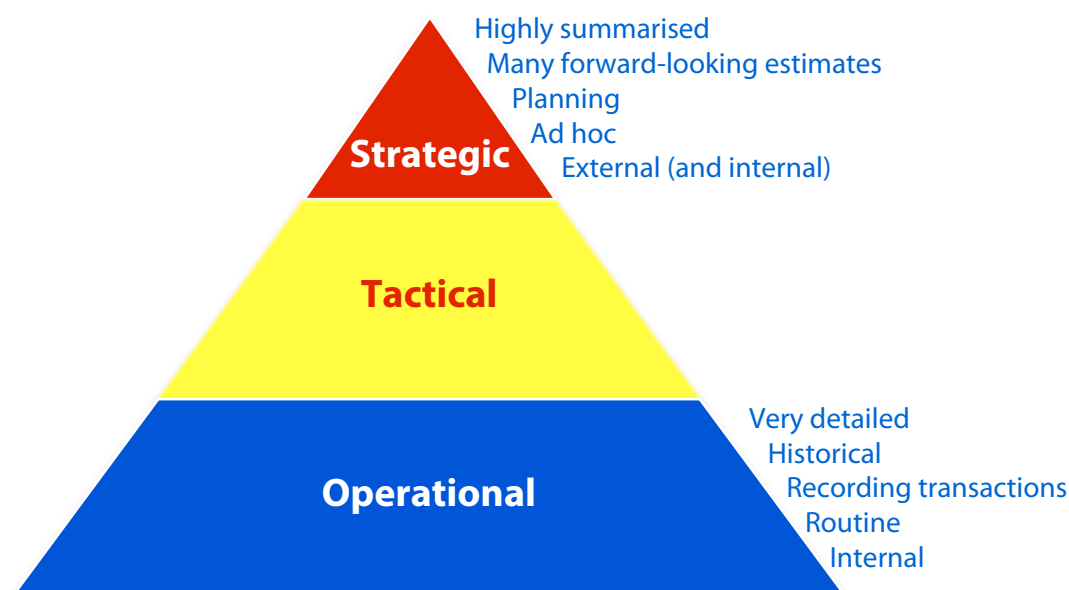 Highly summarised
Many forward-looking estimates
Planning
Ad hoc
Strategic
External (and internal)
Tactical
Very detailed
Historical
Recording transactions
Operational
Routine
Internal